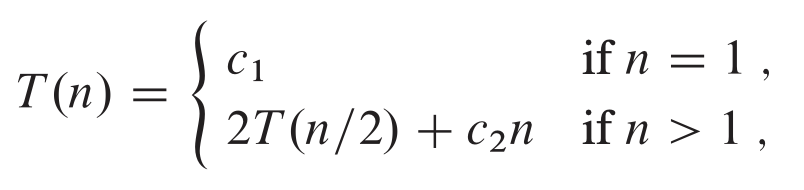 T(n) = { c₁ if n = 1 ,
2T(n/2) + c₂n if n > 1 ,